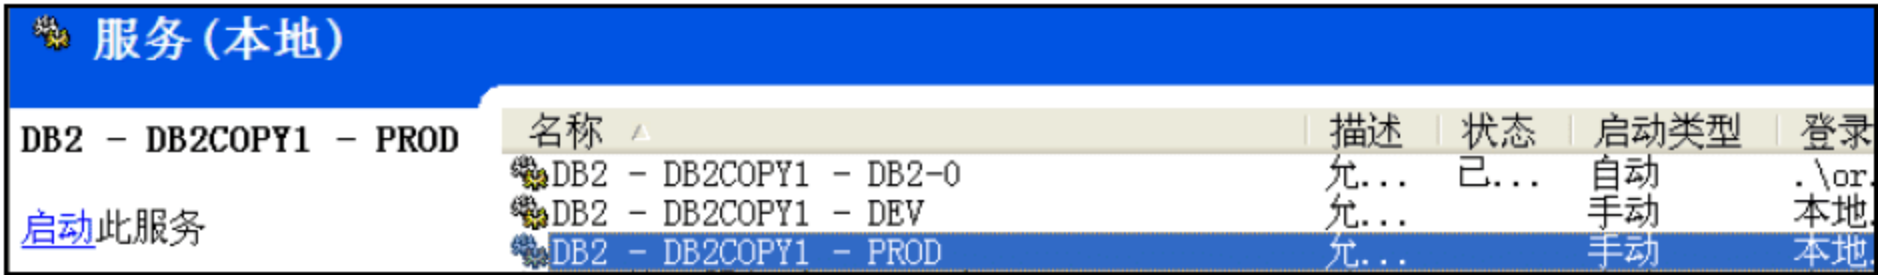 服务(本地)
DB2 - DB2COPY1 - PROD
启动此服务
名称 描述 状态 启动类型 登录
DB2 - DB2COPY1 - DB2-0 允... 已... 自动 .\or.
DB2 - DB2COPY1 - DEV 允... 手动 本地.
DB2 - DB2COPY1 - PROD 允... 手动 本地.